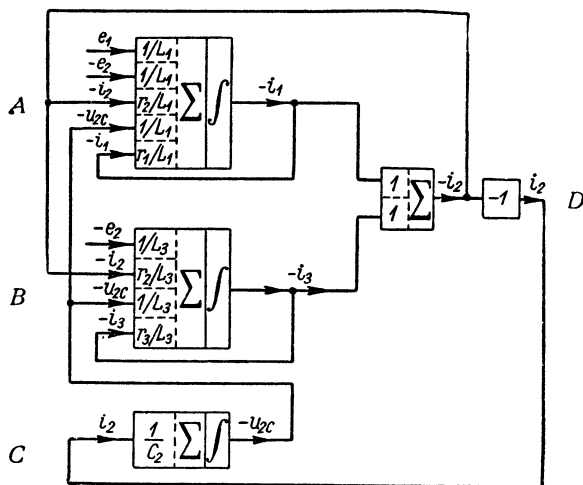 e₁ 1/L₁
-e₂ 1/L₁
A -i₂ r₂/L₁ Σ ∫ -i₁
-u₂c 1/L₁
-i₁ r₁/L₁
1 Σ -i₂ -1 i₂ D
1
-e₂ 1/L₃
-i₂ r₂/L₃ Σ ∫ -i₃
B -u₂c 1/L₃
-i₃ r₃/L₃
C i₂ 1/C₂ Σ ∫ -u₂c